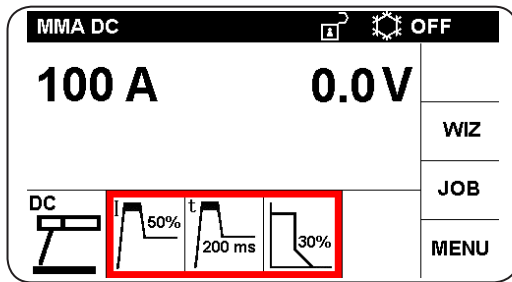 MMA DC OFF
100 A 0.0 V
WIZ
JOB
DC I 50% t 200 ms 30%
MENU